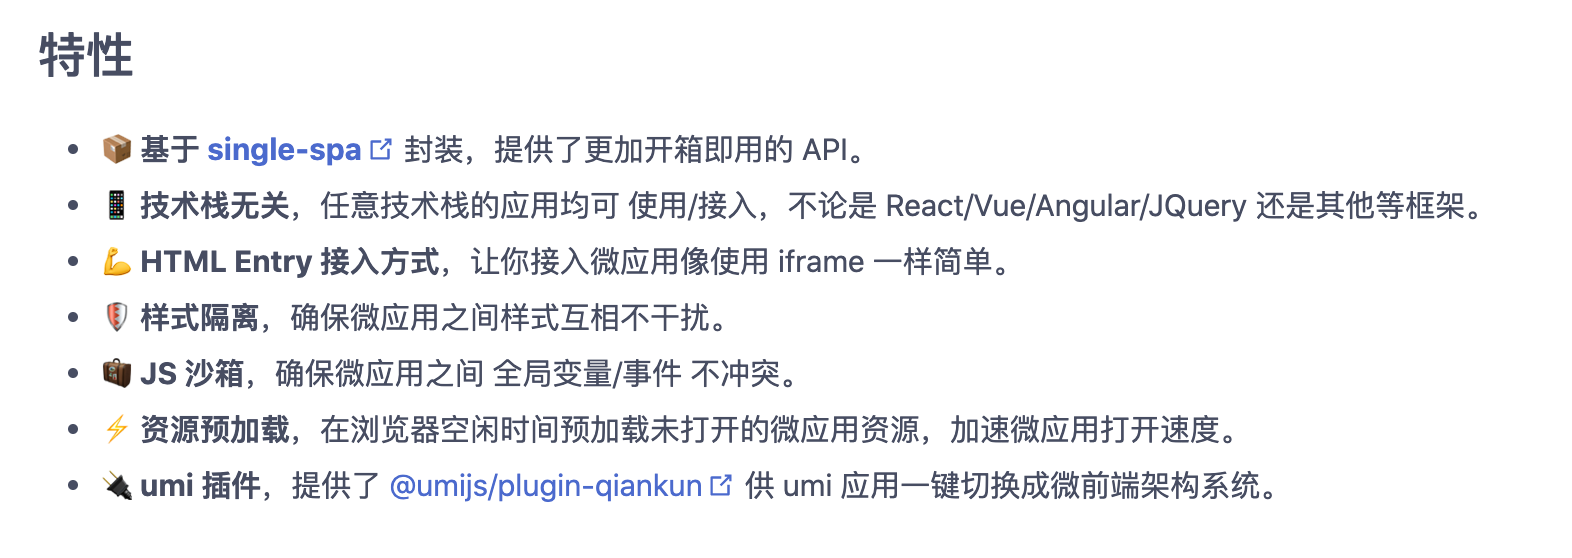 特性
📦 基于 single-spa 封装，提供了更加开箱即用的 API。
📱 技术栈无关，任意技术栈的应用均可 使用/接入，不论是 React/Vue/Angular/JQuery 还是其他等框架。
💪 HTML Entry 接入方式，让你接入微应用像使用 iframe 一样简单。
🛡 样式隔离，确保微应用之间样式互相不干扰。
🧳 JS 沙箱，确保微应用之间 全局变量/事件 不冲突。
⚡ 资源预加载，在浏览器空闲时间预加载未打开的微应用资源，加速微应用打开速度。
🔌 umi 插件，提供了 @umijs/plugin-qiankun 供 umi 应用一键切换成微前端架构系统。